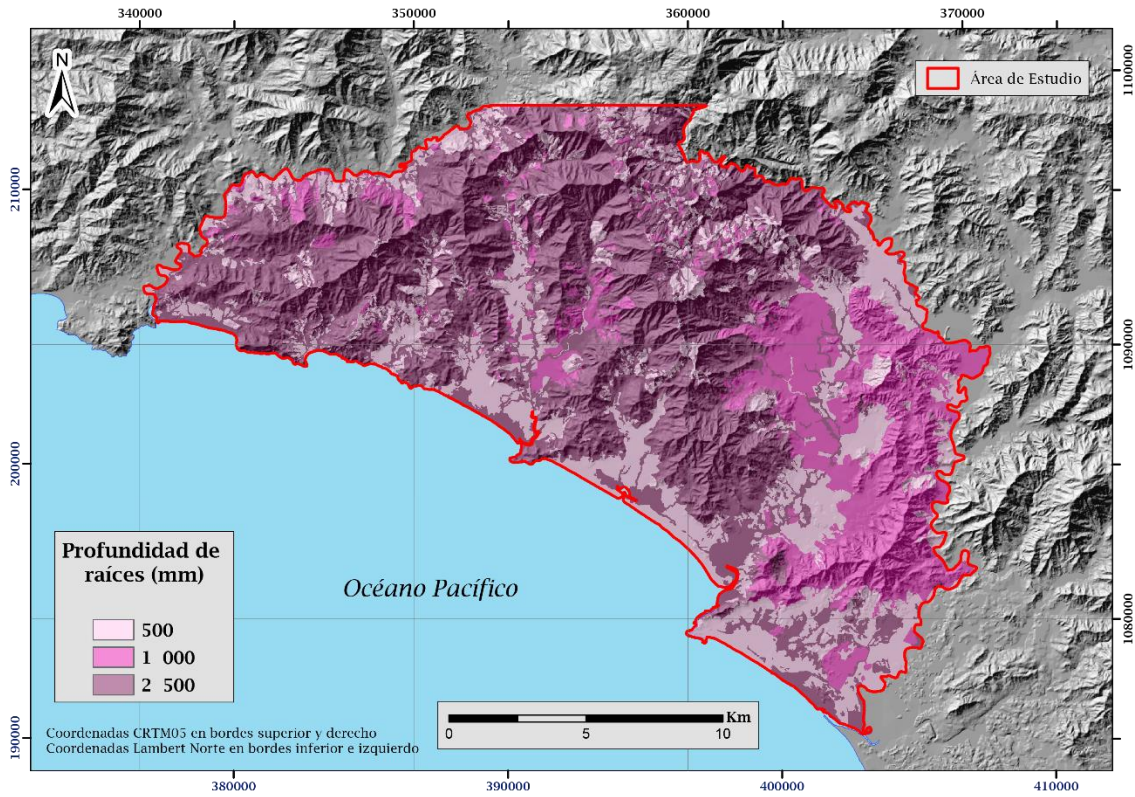 340000
350000
360000
370000
N
Área de Estudio
1100000
210000
1090000
200000
1080000
190000
Océano Pacífico
Profundidad de
raíces (mm)
500
1 000
2 500
Km
0
5
10
Coordenadas CRTM05 en bordes superior y derecho
Coordenadas Lambert Norte en bordes inferior e izquierdo
380000
390000
400000
410000